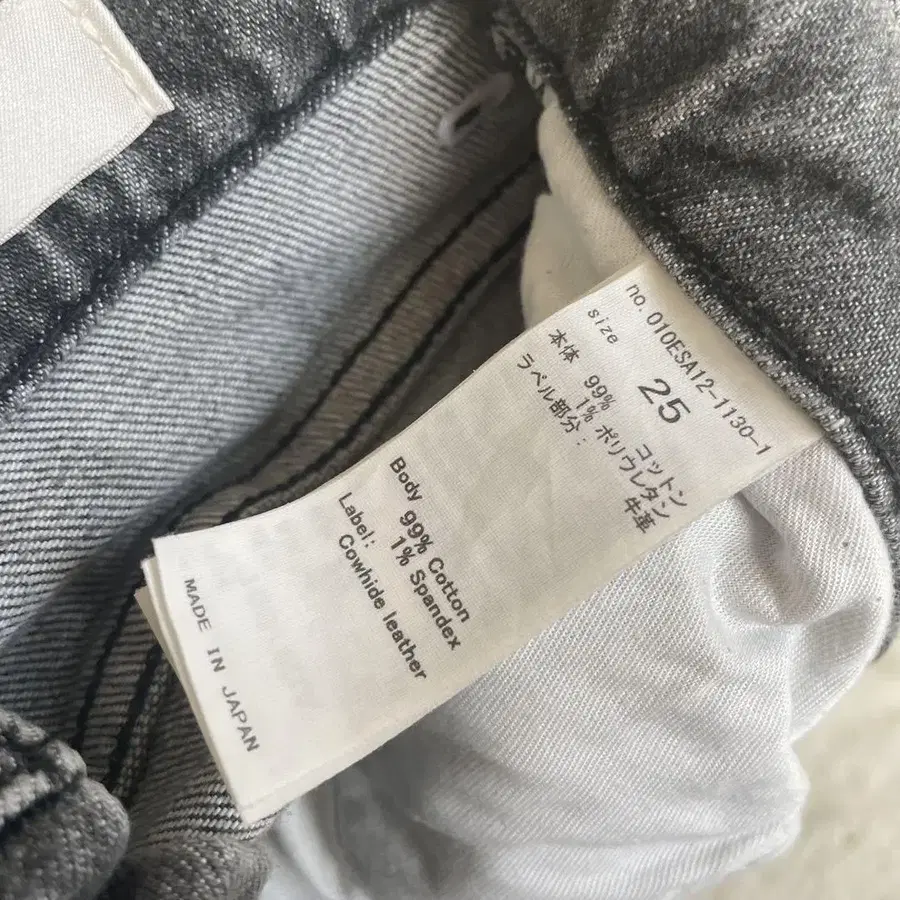 no.010ESA12-1130-1
size 25
本体 99% コットン
1% ポリウレタン
ラベル部分: 牛革
Body 99% Cotton
1% Spandex
Label:
Cowhide leather
MADE IN JAPAN